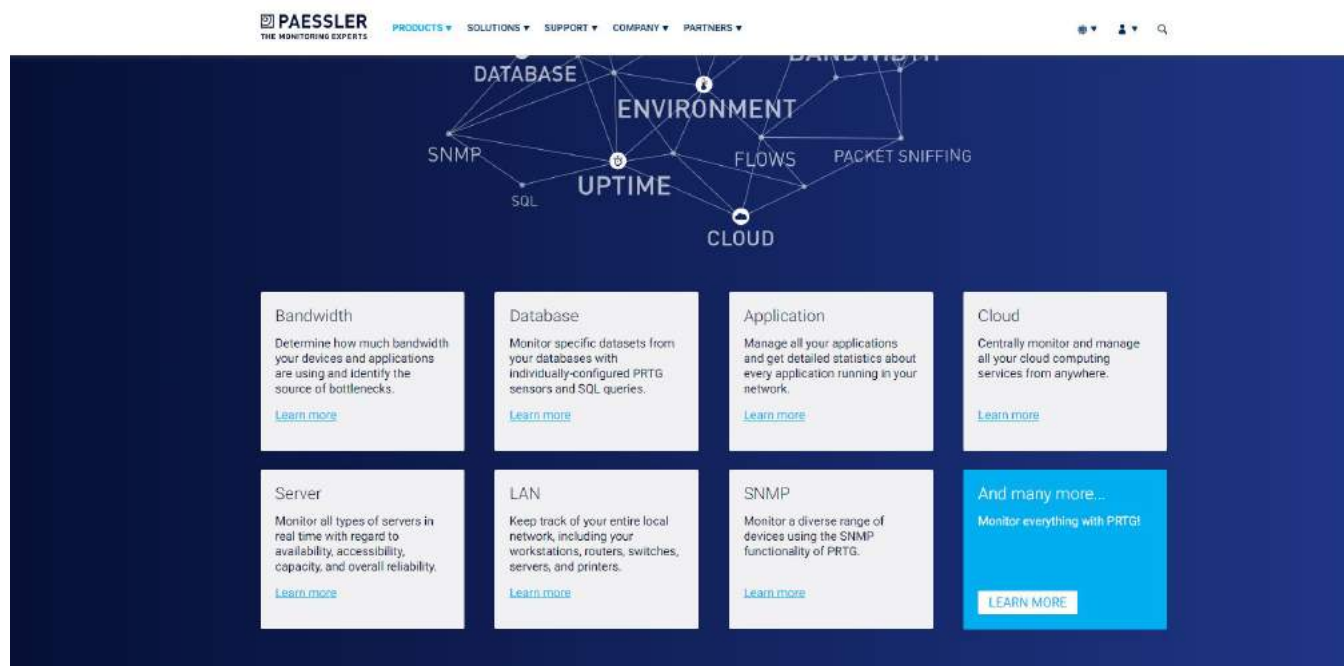 PAESSLER
THE MONITORING EXPERTS
PRODUCTS ▼ SOLUTIONS ▼ SUPPORT ▼ COMPANY ▼ PARTNERS ▼
BANDWIDTH
DATABASE
ENVIRONMENT
SNMP
FLOWS
PACKET SNIFFING
UPTIME
SQL
CLOUD
Bandwidth
Determine how much bandwidth
your devices and applications
are using and identify the
source of bottlenecks.
Learn more
Database
Monitor specific datasets from
your databases with
individually-configured PRTG
sensors and SQL queries.
Learn more
Application
Manage all your applications
and get detailed statistics about
every application running in your
network.
Learn more
Cloud
Centrally monitor and manage
all your cloud computing
services from anywhere.
Learn more
Server
Monitor all types of servers in
real time with regard to
availability, accessibility,
capacity, and overall reliability.
Learn more
LAN
Keep track of your entire local
network, including your
workstations, routers, switches,
servers, and printers.
Learn more
SNMP
Monitor a diverse range of
devices using the SNMP
functionality of PRTG.
Learn more
And many more...
Monitor everything with PRTG!
LEARN MORE